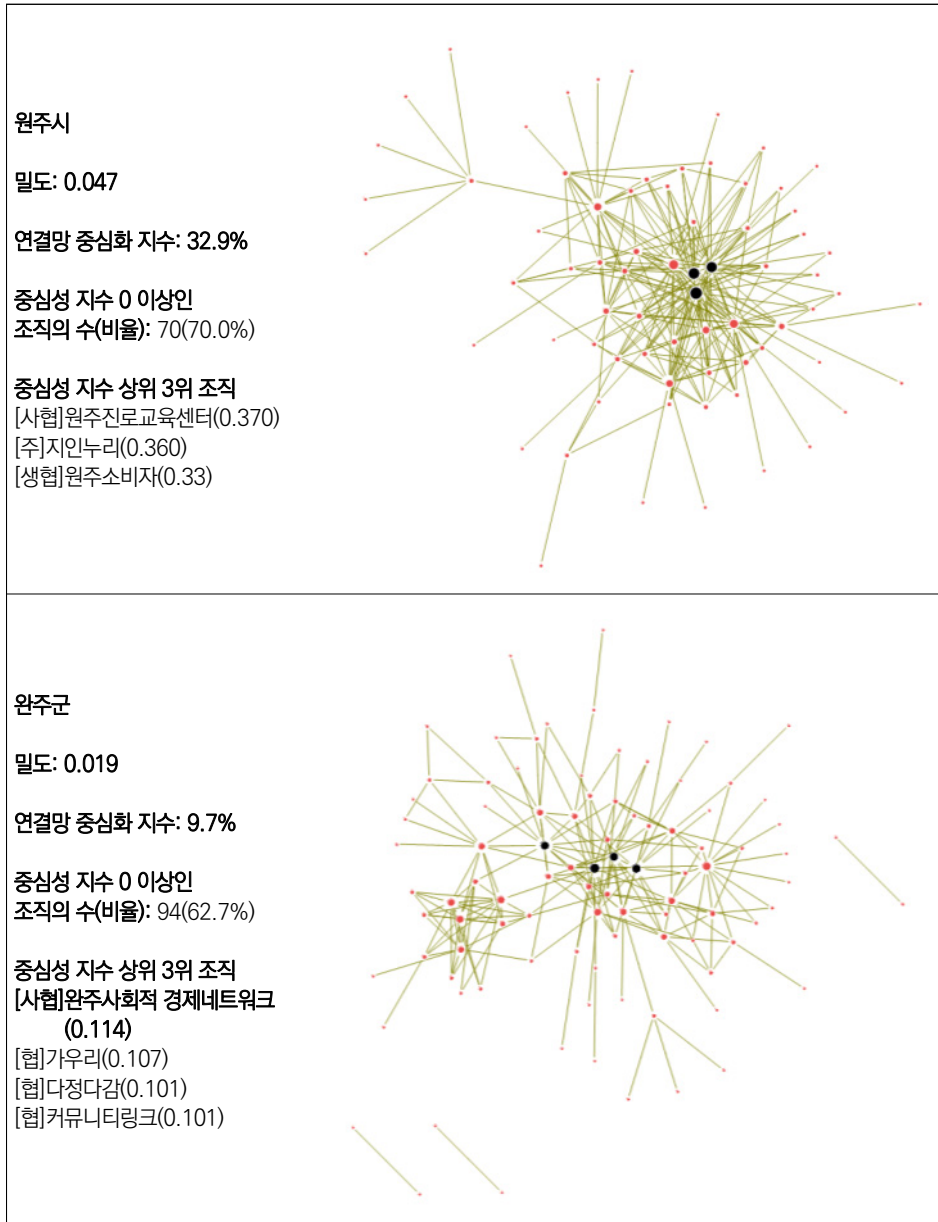 원주시
밀도: 0.047
연결망 중심화 지수: 32.9%
중심성 지수 0 이상인
조직의 수(비율): 70(70.0%)
중심성 지수 상위 3위 조직
[사협]원주진로교육센터(0.370)
[주]지인누리(0.360)
[생협]원주소비자(0.33)
완주군
밀도: 0.019
연결망 중심화 지수: 9.7%
중심성 지수 0 이상인
조직의 수(비율): 94(62.7%)
중심성 지수 상위 3위 조직
[사협]완주사회적 경제네트워크
(0.114)
[협]가우리(0.107)
[협]다정다감(0.101)
[협]커뮤니티링크(0.101)